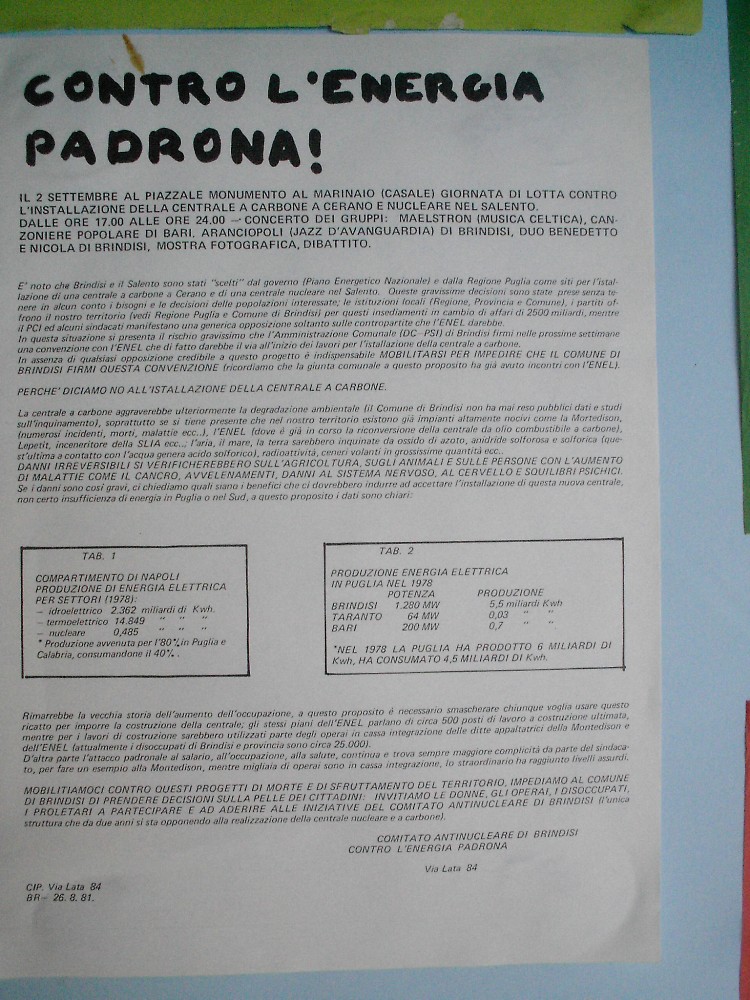 CONTRO L'ENERGIA
PADRONA!
IL 2 SETTEMBRE AL PIAZZALE MONUMENTO AL MARINAIO (CASALE) GIORNATA DI LOTTA CONTRO
L'INSTALLAZIONE DELLA CENTRALE A CARBONE A CERANO E NUCLEARE NEL SALENTO.
DALLE ORE 17.00 ALLE ORE 24.00 — CONCERTO DEI GRUPPI: MAELSTRON (MUSICA CELTICA), CAN-
ZONIERE POPOLARE DI BARI. ARANCIOPOLI (JAZZ D'AVANGUARDIA) DI BRINDISI, DUO BENEDETTO
E NICOLA DI BRINDISI, MOSTRA FOTOGRAFICA, DIBATTITO.
E' noto che Brindisi e il Salento sono stati "scelti" dal governo (Piano Energetico Nazionale) e dalla Regione Puglia come siti per l'istal-
lazione di una centrale a carbone a Cerano e di una centrale nucleare nel Salento. Queste gravissime decisioni sono state prese senza te-
nere in alcun conto i bisogni e le decisioni delle popolazioni interessate; le istituzioni locali (Regione, Provincia e Comune), i partiti of-
frono il nostro territorio (vedi Regione Puglia e Comune di Brindisi) per questi insediamenti in cambio di affari di 2500 miliardi, mentre
il PCI ed alcuni sindacati manifestano una generica opposizione soltanto sulle contropartite che l'ENEL darebbe.
In questa situazione si presenta il rischio gravissimo che l'Amministrazione Comunale (DC- PSI) di Brindisi firmi nelle prossime settimane
una convenzione con l'ENEL che di fatto darebbe il via all'inizio dei lavori per l'istallazione della centrale a carbone.
In assenza di qualsiasi opposizione credibile a questo progetto è indispensabile MOBILITARSI PER IMPEDIRE CHE IL COMUNE DI
BRINDISI FIRMI QUESTA CONVENZIONE (ricordiamo che la giunta comunale a questo proposito ha già avuto incontri con l'ENEL).
PERCHE' DICIAMO NO ALL'ISTALLAZIONE DELLA CENTRALE A CARBONE.
La centrale a carbone aggraverebbe ulteriormente la degradazione ambientale (il Comune di Brindisi non ha mai reso pubblici dati e studi
sull'inquinamento), soprattutto se si tiene presente che nel nostro territorio esistono già impianti altamente nocivi come la Mortedison,
(numerosi incidenti, morti, malattie ecc..), l'ENEL (dove è già in corso la riconversione della centrale da olio combustibile a carbone),
Lepetit, inceneritore della SLIA ecc..; l'aria, il mare, la terra sarebbero inquinate da ossido di azoto, anidride solforosa e solforica (que-
st'ultima a contatto con l'acqua genera acido solforico), radioattività, ceneri volanti in grossissime quantità ecc..
DANNI IRREVERSIBILI SI VERIFICHEREBBERO SULL'AGRICOLTURA, SUGLI ANIMALI E SULLE PERSONE CON L'AUMENTO
DI MALATTIE COME IL CANCRO, AVVELENAMENTI, DANNI AL SISTEMA NERVOSO, AL CERVELLO E SQUILIBRI PSICHICI.
Se i danni sono così gravi, ci chiediamo quali siano i benefici che ci dovrebbero indurre ad accettare l'installazione di questa nuova centrale,
non certo insufficienza di energia in Puglia o nel Sud, a questo proposito i dati sono chiari:
TAB. 1
COMPARTIMENTO DI NAPOLI
PRODUZIONE DI ENERGIA ELETTRICA
PER SETTORI (1978):
— idroelettrico 2.362 miliardi di Kwh.
— termoelettrico 14.849 " " "
— nucleare 0,485 " " "
* Produzione avvenuta per l'80% in Puglia e
Calabria, consumandone il 40%.
TAB. 2
PRODUZIONE ENERGIA ELETTRICA
IN PUGLIA NEL 1978
POTENZA PRODUZIONE
BRINDISI 1.280 MW 5,5 miliardi Kwh
TARANTO 64 MW 0,03 " "
BARI 200 MW 0,7 " "
*NEL 1978 LA PUGLIA HA PRODOTTO 6 MILIARDI DI
Kwh, HA CONSUMATO 4,5 MILIARDI DI Kwh.
Rimarrebbe la vecchia storia dell'aumento dell'occupazione, a questo proposito è necessario smascherare chiunque voglia usare questo
ricatto per imporre la costruzione della centrale; gli stessi piani dell'ENEL parlano di circa 500 posti di lavoro a costruzione ultimata,
mentre per i lavori di costruzione sarebbero utilizzati parte degli operai in cassa integrazione delle ditte appaltatrici della Montedison e
dell'ENEL (attualmente i disoccupati di Brindisi e provincia sono circa 25.000).
D'altra parte l'attacco padronale al salario, all'occupazione, alla salute, continua e trova sempre maggiore complicità da parte del sindaca-
to, per fare un esempio alla Montedison, mentre migliaia di operai sono in cassa integrazione, lo straordinario ha raggiunto livelli assurdi.
MOBILITIAMOCI CONTRO QUESTI PROGETTI DI MORTE E DI SFRUTTAMENTO DEL TERRITORIO, IMPEDIAMO AL COMUNE
DI BRINDISI DI PRENDERE DECISIONI SULLA PELLE DEI CITTADINI. INVITIAMO LE DONNE, GLI OPERAI, I DISOCCUPATI,
I PROLETARI A PARTECIPARE E AD ADERIRE ALLE INIZIATIVE DEL COMITATO ANTINUCLEARE DI BRINDISI (l'unica
struttura che da due anni si sta opponendo alla realizzazione della centrale nucleare e a carbone).
COMITATO ANTINUCLEARE DI BRINDISI
CONTRO L'ENERGIA PADRONA
Via Lata 84
CIP. Via Lata 84
BR– 26. 8. 81.